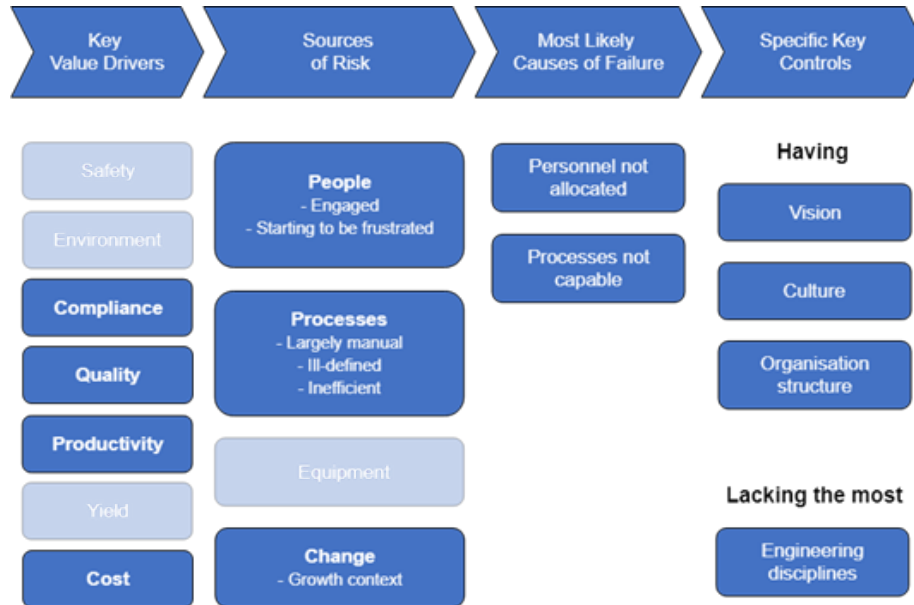 Key
Value Drivers
Sources
of Risk
Most Likely
Causes of Failure
Specific Key
Controls
Safety
Environment
Compliance
Quality
Productivity
Yield
Cost
People
- Engaged
- Starting to be frustrated
Processes
- Largely manual
- Ill-defined
- Inefficient
Equipment
Change
- Growth context
Personnel not
allocated
Processes not
capable
Having
Vision
Culture
Organisation
structure
Lacking the most
Engineering
disciplines